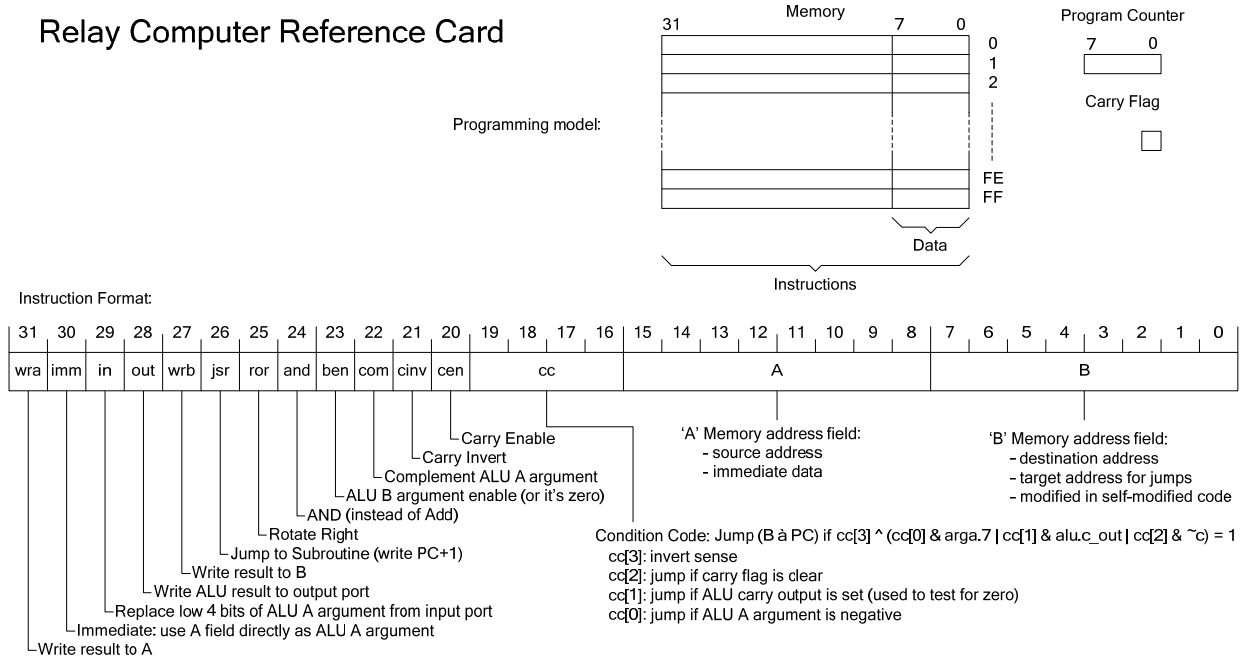 Relay Computer Reference Card
Memory
31 7 0
0
1
2
FE
FF
Data
Instructions
Programming model:
Program Counter
7 0
Carry Flag
Instruction Format:
31 30 29 28 27 26 25 24 23 22 21 20 19 18 17 16 15 14 13 12 11 10 9 8 7 6 5 4 3 2 1 0
wra imm in out wrb jsr ror and ben com cinv cen cc A B
Carry Enable
Carry Invert
Complement ALU A argument
ALU B argument enable (or it's zero)
AND (instead of Add)
Rotate Right
Jump to Subroutine (write PC+1)
Write result to B
Write ALU result to output port
Replace low 4 bits of ALU A argument from input port
Immediate: use A field directly as ALU A argument
Write result to A
'A' Memory address field:
- source address
- immediate data
'B' Memory address field:
- destination address
- target address for jumps
- modified in self-modified code
Condition Code: Jump (B à PC) if cc[3] ^ (cc[0] & arga.7 | cc[1] & alu.c_out | cc[2] & ~c) = 1
cc[3]: invert sense
cc[2]: jump if carry flag is clear
cc[1]: jump if ALU carry output is set (used to test for zero)
cc[0]: jump if ALU A argument is negative